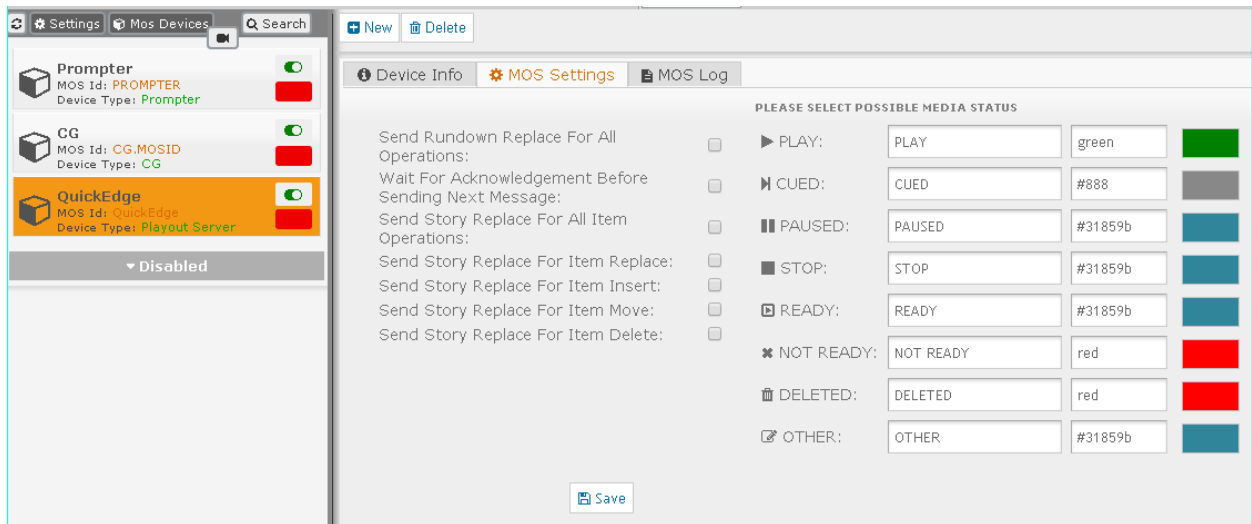 Settings Mos Devices Search
Prompter
MOS Id: PROMPTER
Device Type: Prompter
CG
MOS Id: CG.MOSID
Device Type: CG
QuickEdge
MOS Id: QuickEdge
Device Type: Playout Server
Disabled
New Delete
Device Info MOS Settings MOS Log
PLEASE SELECT POSSIBLE MEDIA STATUS
Send Rundown Replace For All
Operations:
Wait For Acknowledgement Before
Sending Next Message:
Send Story Replace For All Item
Operations:
Send Story Replace For Item Replace:
Send Story Replace For Item Insert:
Send Story Replace For Item Move:
Send Story Replace For Item Delete:
PLAY: PLAY green
CUED: CUED #888
PAUSED: PAUSED #31859b
STOP: STOP #31859b
READY: READY #31859b
NOT READY: NOT READY red
DELETED: DELETED red
OTHER: OTHER #31859b
Save